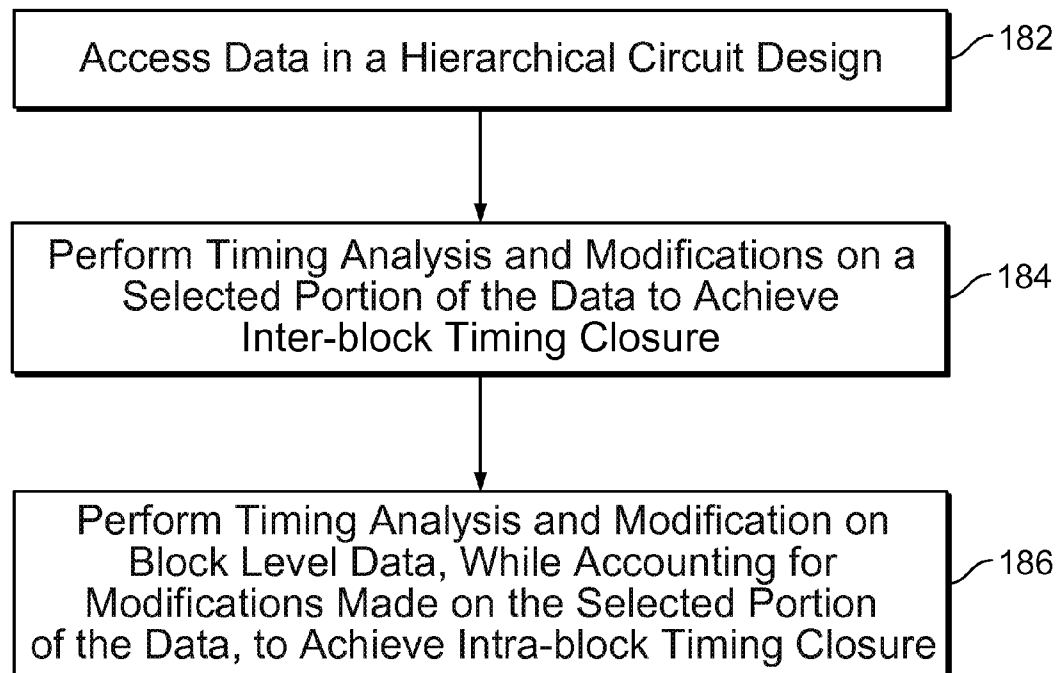 Access Data in a Hierarchical Circuit Design
182
Perform Timing Analysis and Modifications on a
Selected Portion of the Data to Achieve
Inter-block Timing Closure
184
Perform Timing Analysis and Modification on
Block Level Data, While Accounting for
Modifications Made on the Selected Portion
of the Data, to Achieve Intra-block Timing Closure
186